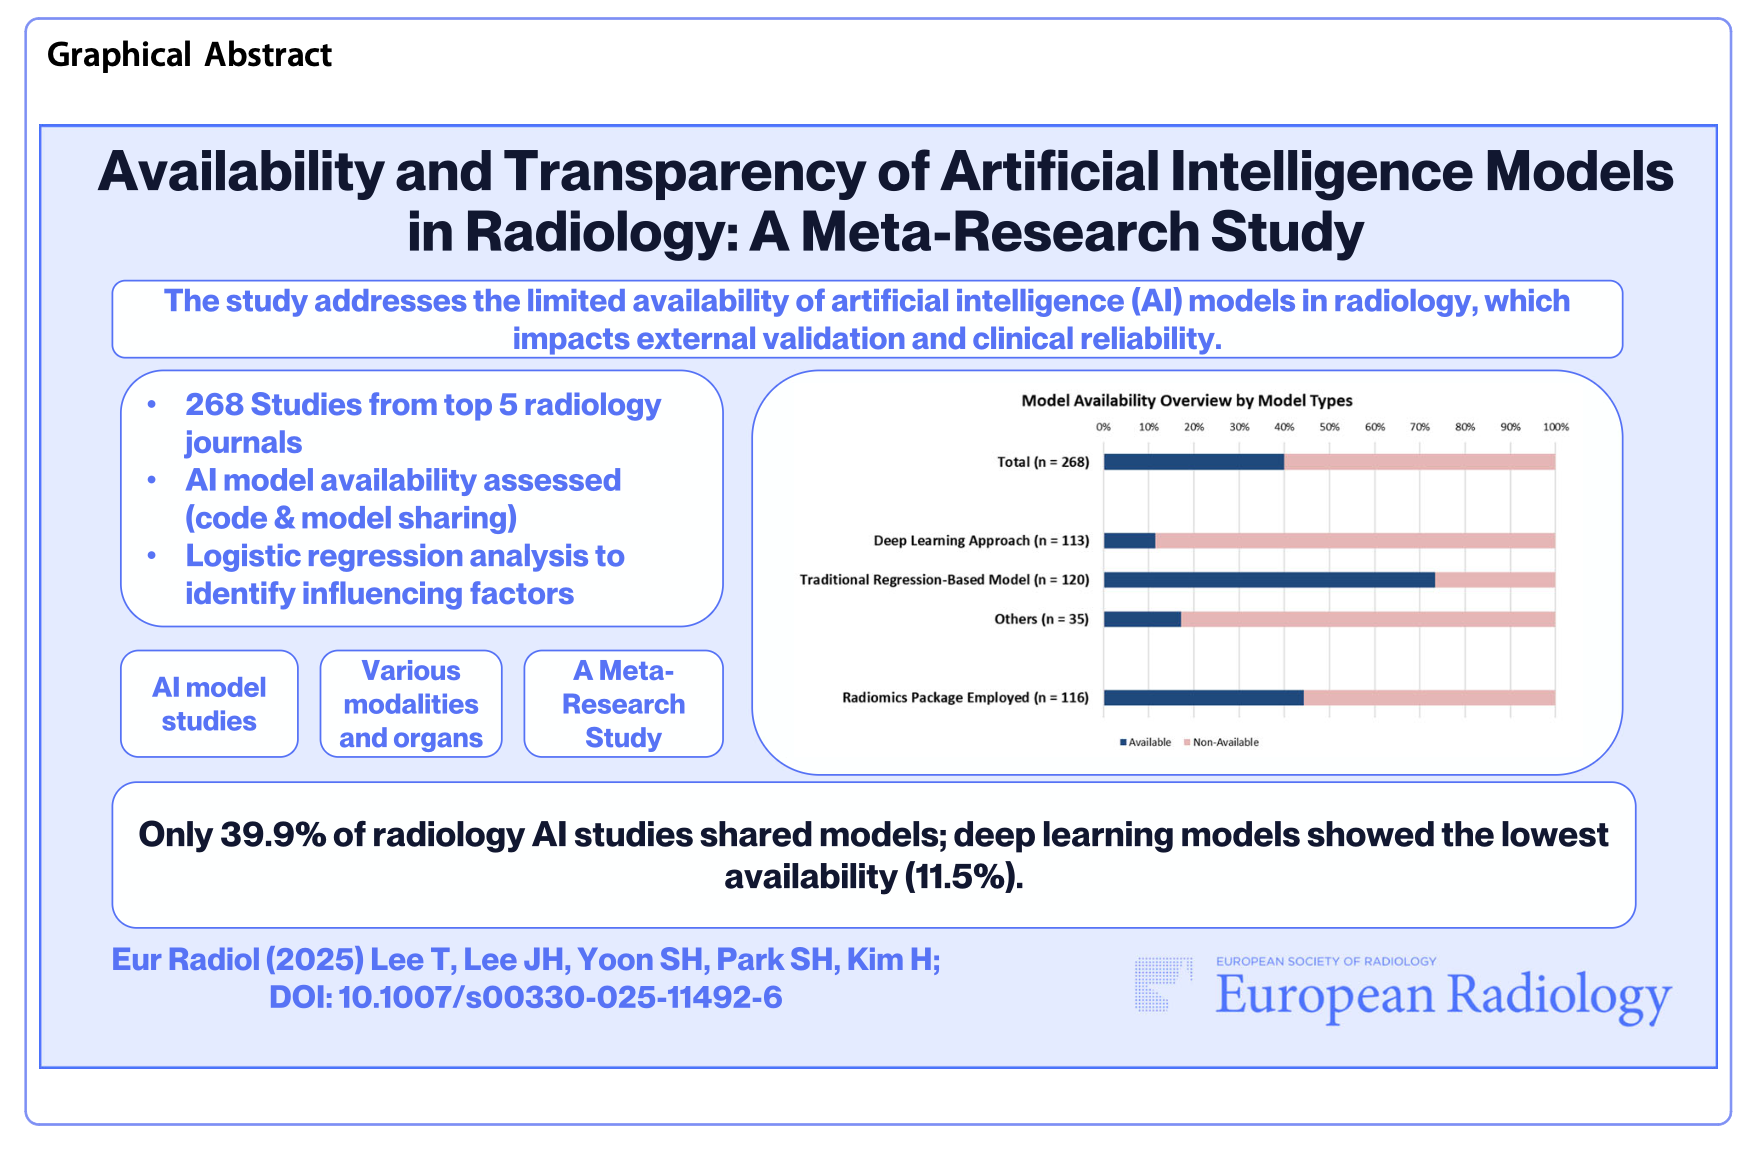 Graphical Abstract
Availability and Transparency of Artificial Intelligence Models
in Radiology: A Meta-Research Study
The study addresses the limited availability of artificial intelligence (AI) models in radiology, which
impacts external validation and clinical reliability.
• 268 Studies from top 5 radiology
journals
• AI model availability assessed
(code & model sharing)
• Logistic regression analysis to
identify influencing factors
AI model
studies
Various
modalities
and organs
A Meta-
Research
Study
Model Availability Overview by Model Types
0% 10% 20% 30% 40% 50% 60% 70% 80% 90% 100%
Total (n = 268)
Deep Learning Approach (n = 113)
Traditional Regression-Based Model (n = 120)
Others (n = 35)
Radiomics Package Employed (n = 116)
Available Non-Available
Only 39.9% of radiology AI studies shared models; deep learning models showed the lowest
availability (11.5%).
Eur Radiol (2025) Lee T, Lee JH, Yoon SH, Park SH, Kim H;
DOI: 10.1007/s00330-025-11492-6
EUROPEAN SOCIETY OF RADIOLOGY
European Radiology